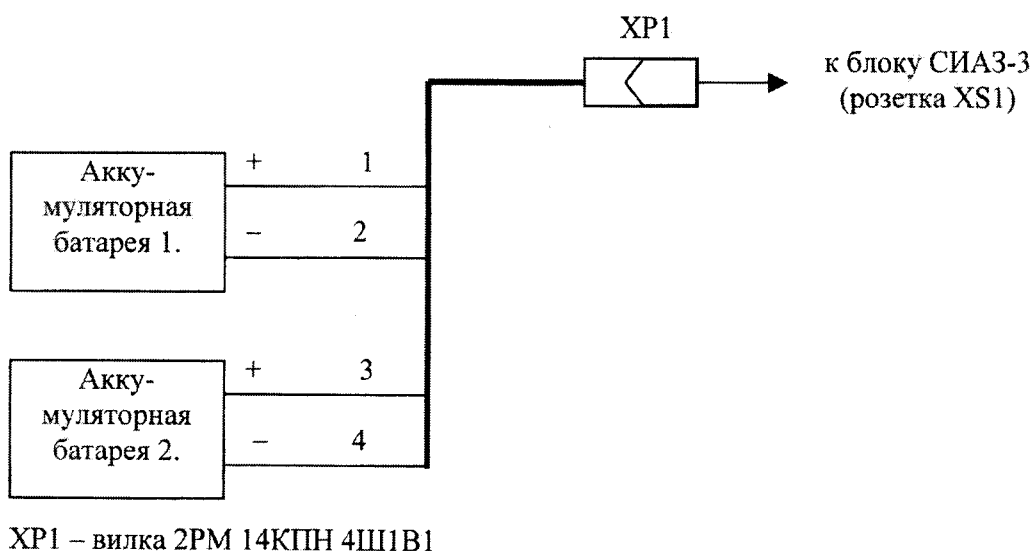 XP1
к блоку СИАЗ-3
(розетка XS1)
Акку-
муляторная
батарея 1.
+ 1
– 2
Акку-
муляторная
батарея 2.
+ 3
– 4
XP1 – вилка 2РМ 14КПН 4Ш1В1